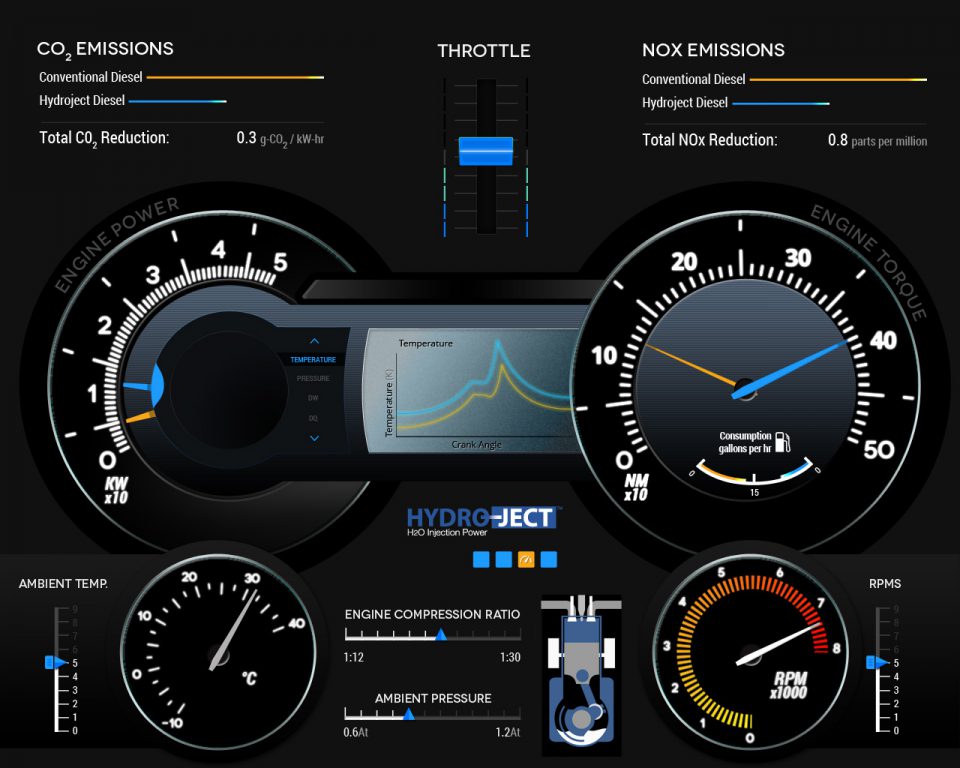 CO2 EMISSIONS
Conventional Diesel
Hydroject Diesel
Total CO2 Reduction: 0.3 g-CO2 / kW-hr
THROTTLE
NOX EMISSIONS
Conventional Diesel
Hydroject Diesel
Total NOx Reduction: 0.8 parts per million
ENGINE POWER
0
1
2
3
4
5
KW
x10
TEMPERATURE
PRESSURE
DW
DQ
Temperature
Temperature (K)
Crank Angle
ENGINE TORQUE
0
10
20
30
40
50
NM
x10
Consumption
gallons per hr
0
15
0
HYDRO-JECT™
H2O Injection Power
AMBIENT TEMP.
9
8
7
6
5
4
3
2
1
0
-10
0
10
20
30
40
°C
ENGINE COMPRESSION RATIO
1:12 1:30
AMBIENT PRESSURE
0.6At 1.2At
0
1
2
3
4
5
6
7
8
RPM
x1000
RPMS
9
8
7
6
5
4
3
2
1
0